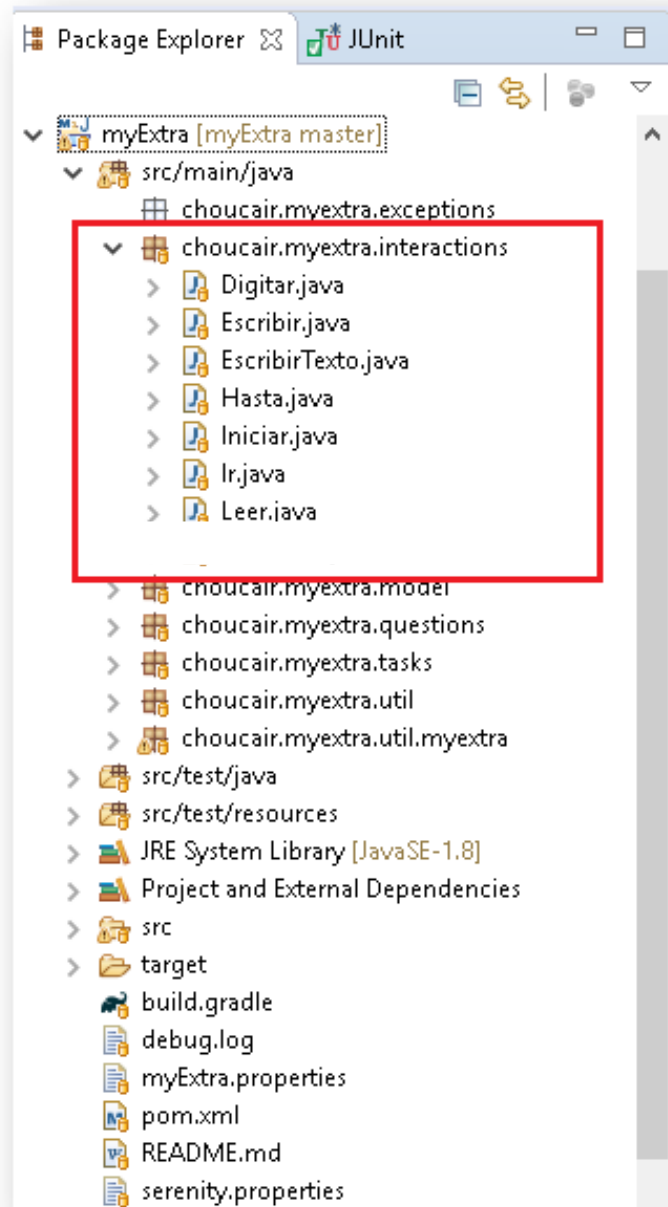 Package Explorer JUnit
myExtra [myExtra master]
src/main/java
choucair.myextra.exceptions
choucair.myextra.interactions
Digitar.java
Escribir.java
EscribirTexto.java
Hasta.java
Iniciar.java
Ir.java
Leer.java
choucair.myextra.model
choucair.myextra.questions
choucair.myextra.tasks
choucair.myextra.util
choucair.myextra.util.myextra
src/test/java
src/test/resources
JRE System Library [JavaSE-1.8]
Project and External Dependencies
src
target
build.gradle
debug.log
myExtra.properties
pom.xml
README.md
serenity.properties